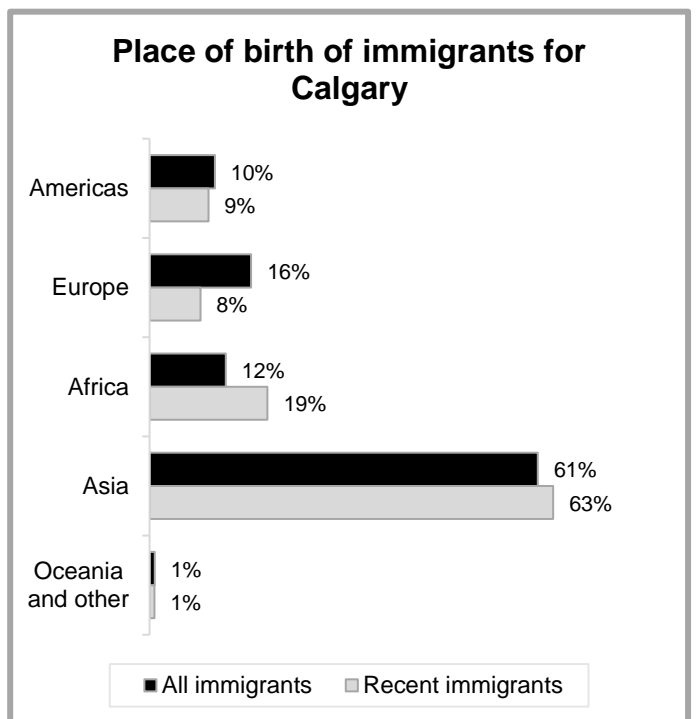 Place of birth of immigrants for
Calgary
Americas
10%
9%
Europe
16%
8%
Africa
12%
19%
Asia
61%
63%
Oceania
and other
1%
1%
All immigrants
Recent immigrants